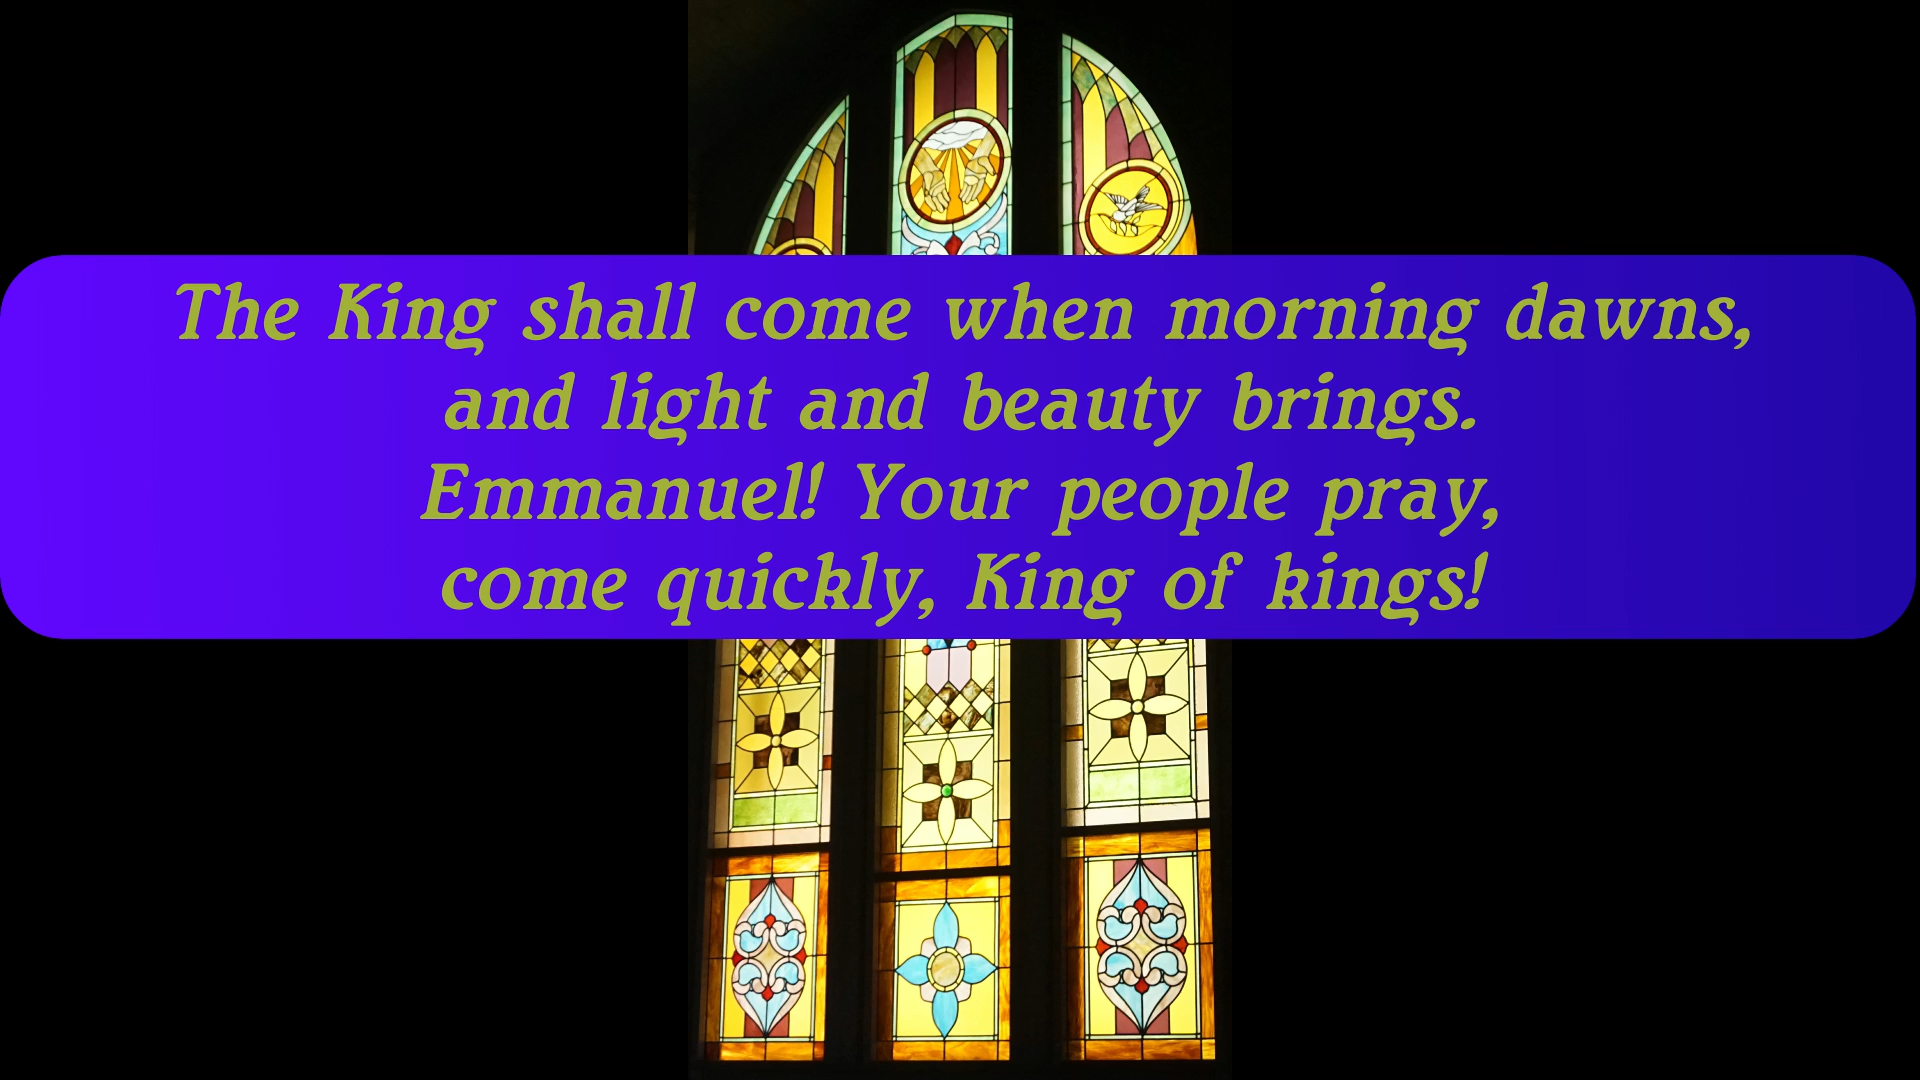 The King shall come when morning dawns,
and light and beauty brings.
Emmanuel! Your people pray,
come quickly, King of kings!